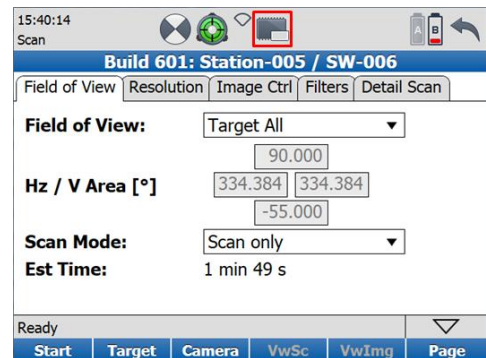 15:40:14
Scan
A B
Build 601: Station-005 / SW-006
Field of View Resolution Image Ctrl Filters Detail Scan
Field of View: Target All
90.000
Hz / V Area [°] 334.384 334.384
-55.000
Scan Mode: Scan only
Est Time: 1 min 49 s
Ready
Start Target Camera VwSc VwImg Page